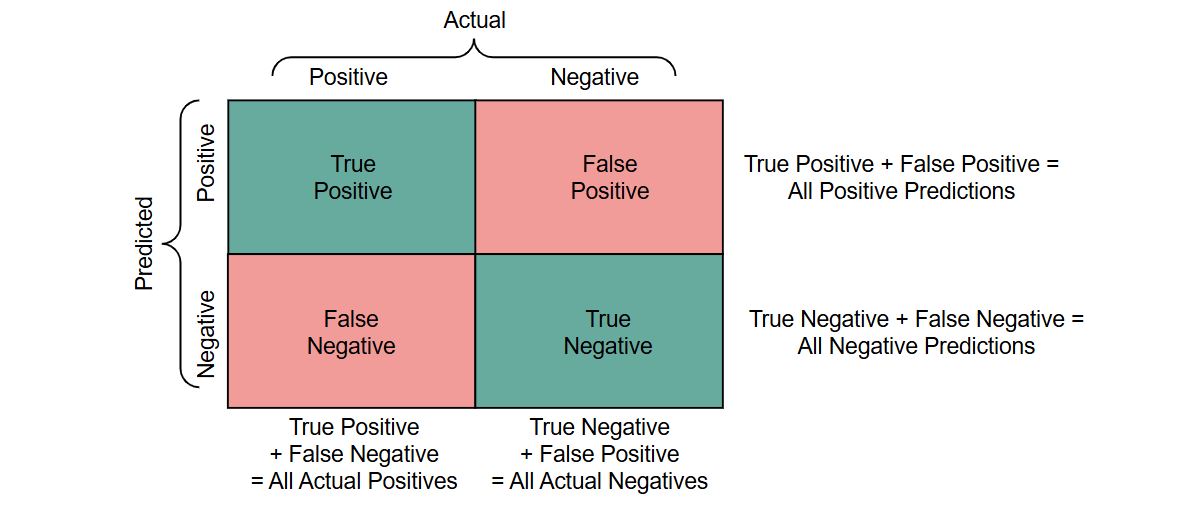 Actual
Positive
Negative
Predicted
Positive
True
Positive
False
Positive
True Positive + False Positive =
All Positive Predictions
Negative
False
Negative
True
Negative
True Negative + False Negative =
All Negative Predictions
True Positive
+ False Negative
= All Actual Positives
True Negative
+ False Positive
= All Actual Negatives